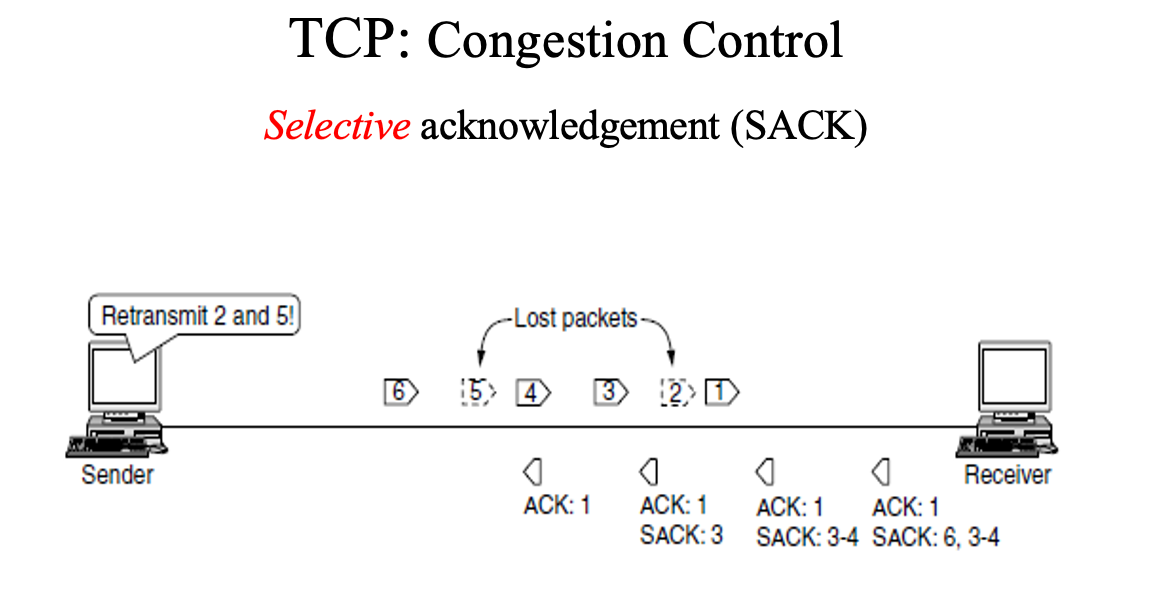 TCP: Congestion Control
Selective acknowledgement (SACK)
Retransmit 2 and 5!
Lost packets
6 5 4 3 2 1
Sender
Receiver
ACK: 1
ACK: 1
SACK: 3
ACK: 1
SACK: 3-4
ACK: 1
SACK: 6, 3-4